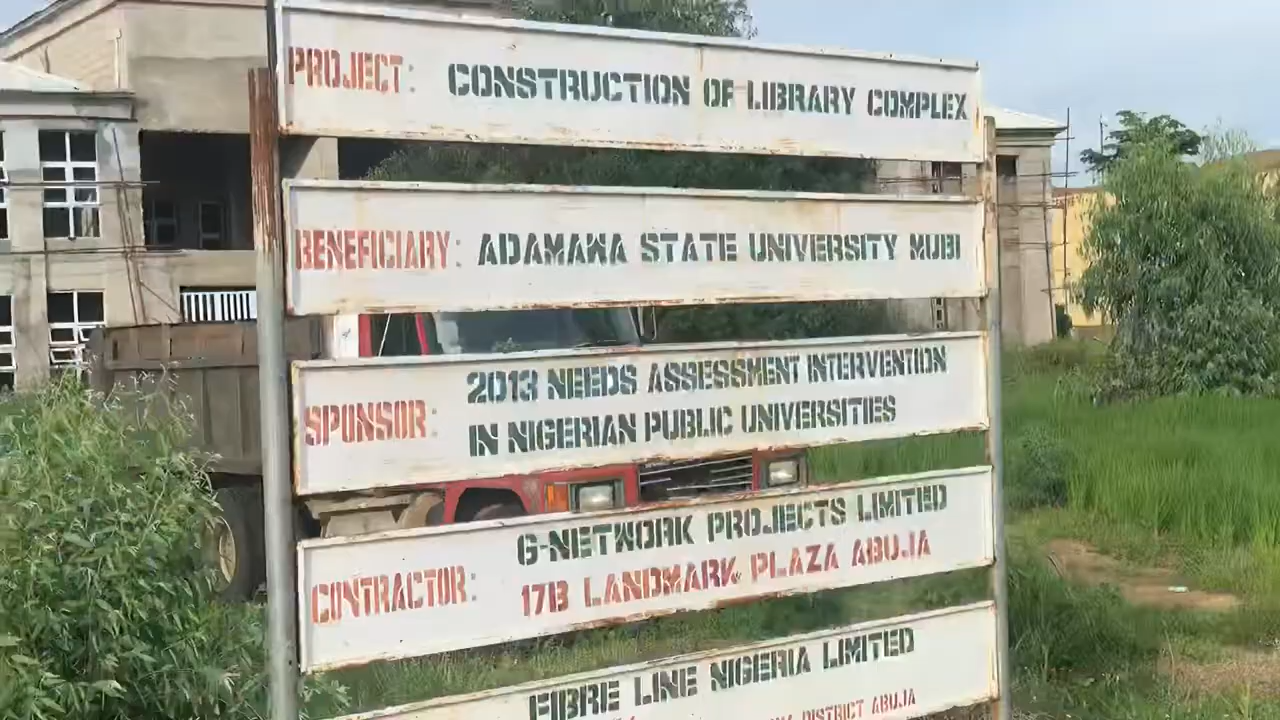 PROJECT: CONSTRUCTION OF LIBRARY COMPLEX
BENEFICIARY: ADAMAWA STATE UNIVERSITY MUBI
SPONSOR: 2013 NEEDS ASSESSMENT INTERVENTION
IN NIGERIAN PUBLIC UNIVERSITIES
CONTRACTOR: G-NETWORK PROJECTS LIMITED
17B LANDMARK PLAZA ABUJA
FIBRE LINE NIGERIA LIMITED
DISTRICT ABUJA